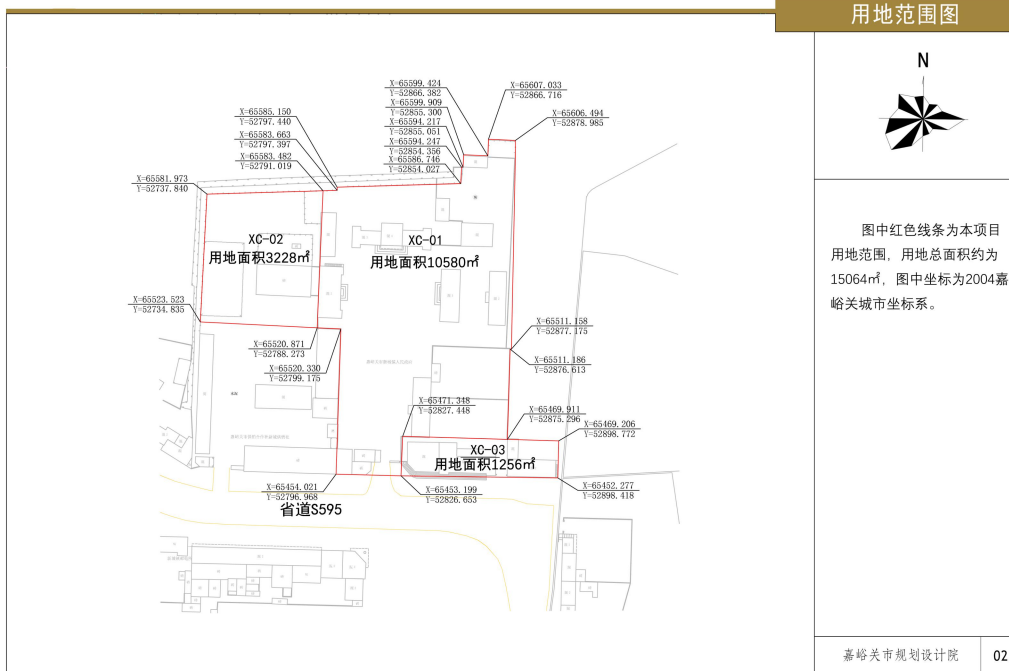 用地范围图
N
X=65599.424
Y=52866.382
X=65599.909
Y=52855.300
X=65594.217
Y=52855.051
X=65594.247
Y=52854.356
X=65586.746
Y=52854.027
X=65607.033
Y=52866.716
X=65606.494
Y=52878.985
X=65585.150
Y=52797.440
X=65583.663
Y=52797.397
X=65583.482
Y=52791.019
X=65581.973
Y=52737.840
XC-02
用地面积3228㎡
XC-01
用地面积10580㎡
X=65523.523
Y=52734.835
X=65520.871
Y=52788.273
X=65520.330
Y=52799.175
X=65511.158
Y=52877.175
X=65511.186
Y=52876.613
X=65471.348
Y=52827.448
X=65469.911
Y=52875.296
X=65469.206
Y=52898.772
XC-03
用地面积1256㎡
X=65454.021
Y=52796.968
X=65453.199
Y=52826.653
X=65452.277
Y=52898.418
省道S595
图中红色线条为本项目
用地范围，用地总面积约为
15064㎡，图中坐标为2004嘉
峪关城市坐标系。
嘉峪关市规划设计院
02